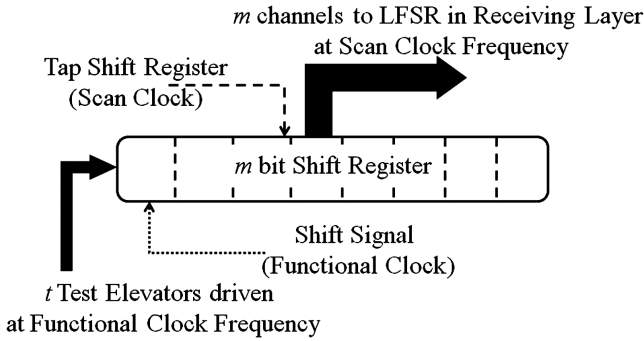 m channels to LFSR in Receiving Layer
at Scan Clock Frequency
Tap Shift Register
(Scan Clock)
m bit Shift Register
Shift Signal
(Functional Clock)
t Test Elevators driven
at Functional Clock Frequency